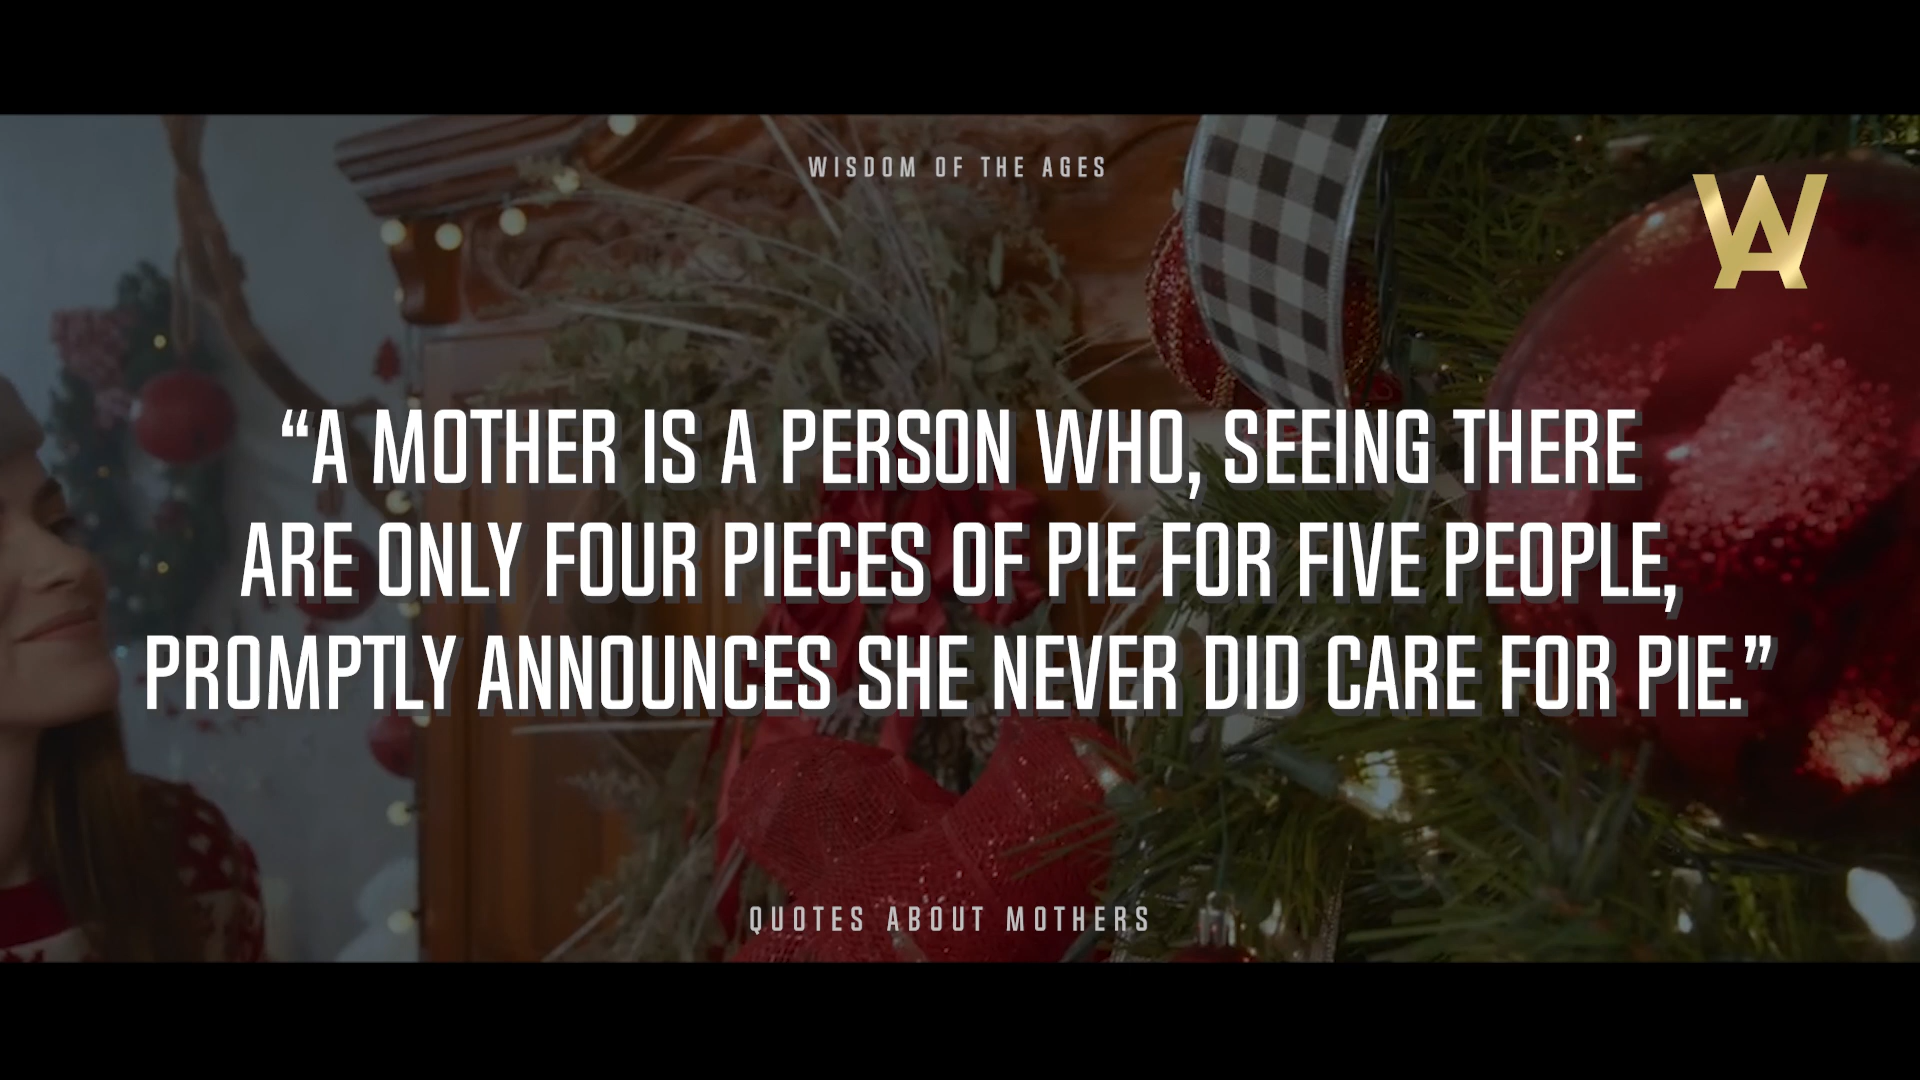 WISDOM OF THE AGES
WA
“A MOTHER IS A PERSON WHO, SEEING THERE
ARE ONLY FOUR PIECES OF PIE FOR FIVE PEOPLE,
PROMPTLY ANNOUNCES SHE NEVER DID CARE FOR PIE.”
QUOTES ABOUT MOTHERS